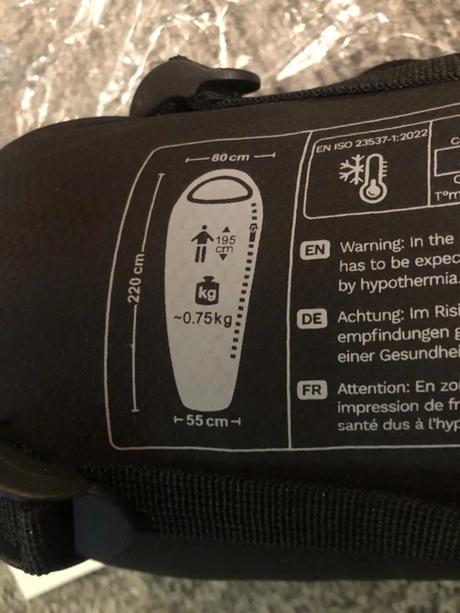 80 cm
195
cm
220 cm
kg
~0.75kg
55 cm
EN ISO 23537-1:2022
T°m
EN Warning: In the
has to be expec
by hypothermia.
DE Achtung: Im Risi
empfindungen g
einer Gesundhei
FR Attention: En zo
impression de fr
santé dus à l'hyp